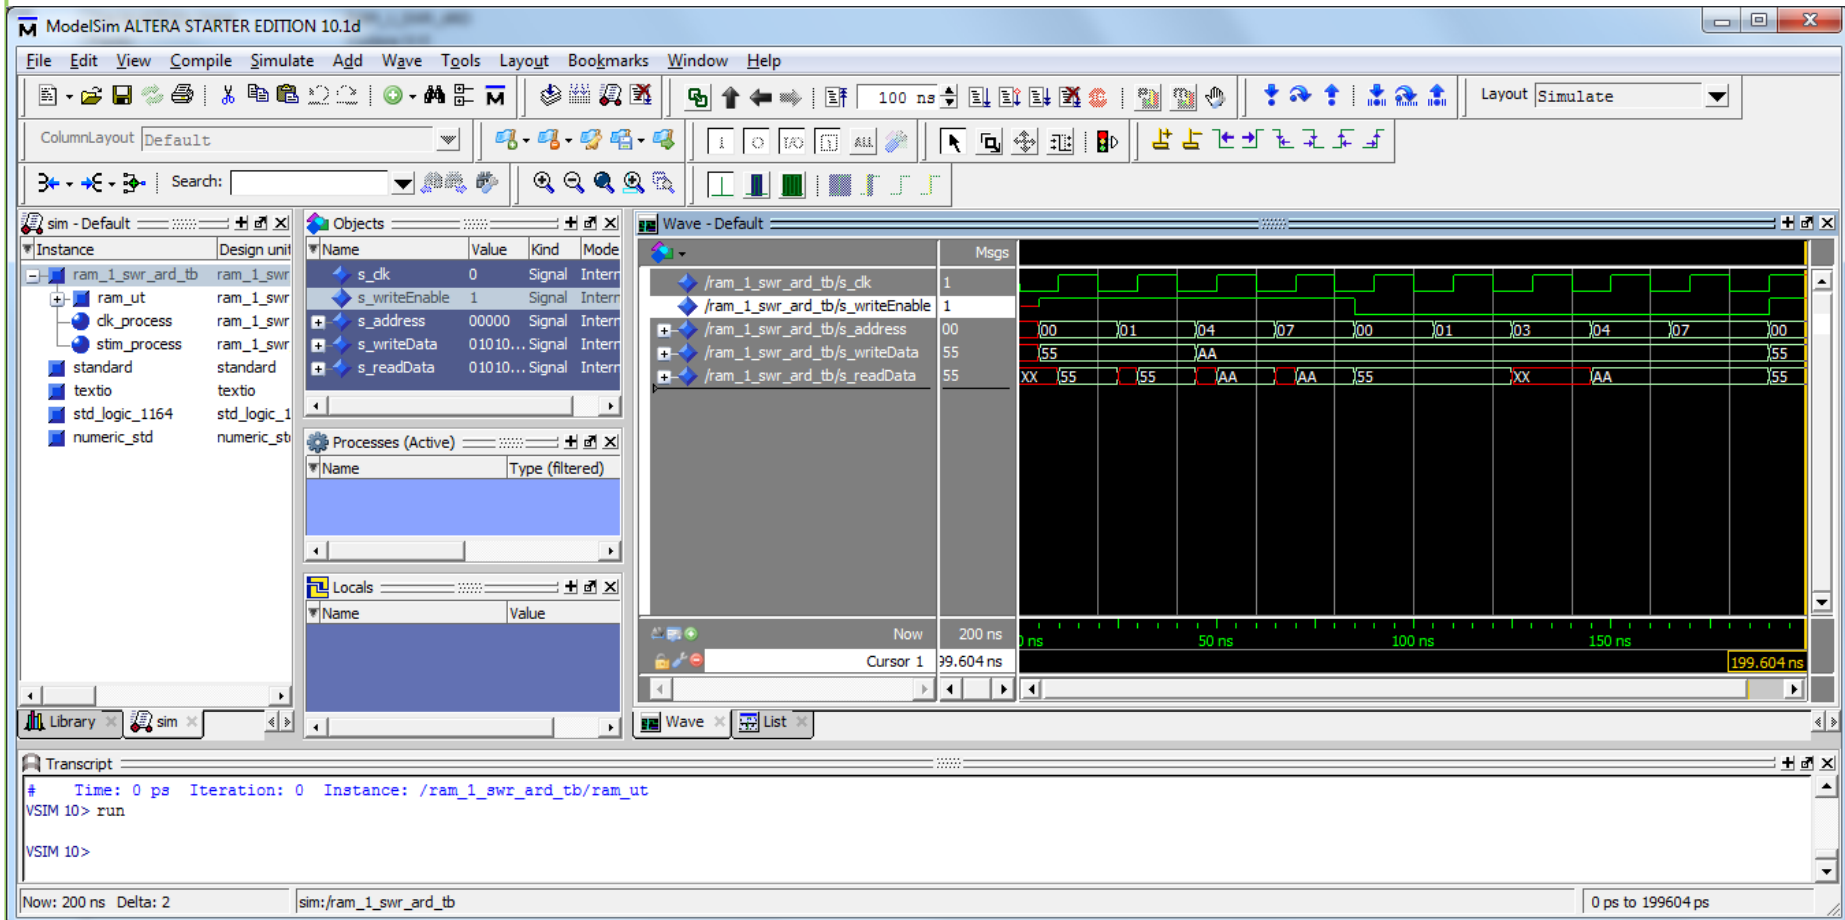 ModelSim ALTERA STARTER EDITION 10.1d
File Edit View Compile Simulate Add Wave Tools Layout Bookmarks Window Help
100 ns Layout Simulate
ColumnLayout Default
Search:
sim - Default
Instance Design unit
ram_1_swr_ard_tb ram_1_swr
ram_ut ram_1_swr
clk_process ram_1_swr
stim_process ram_1_swr
standard standard
textio textio
std_logic_1164 std_logic_1
numeric_std numeric_st
Library sim
Objects
Name Value Kind Mode
s_clk 0 Signal Intern
s_writeEnable 1 Signal Intern
s_address 00000 Signal Intern
s_writeData 01010... Signal Intern
s_readData 01010... Signal Intern
Processes (Active)
Name Type (filtered)
Locals
Name Value
Wave - Default
Msgs
/ram_1_swr_ard_tb/s_clk 1
/ram_1_swr_ard_tb/s_writeEnable 1
/ram_1_swr_ard_tb/s_address 00 00 01 04 07 00 01 03 04 07 00
/ram_1_swr_ard_tb/s_writeData 55 55 AA 55
/ram_1_swr_ard_tb/s_readData 55 XX 55 55 AA AA 55 XX AA 55
Now 200 ns ns 50 ns 100 ns 150 ns
Cursor 1 99.604 ns 199.604 ns
Wave List
Transcript
# Time: 0 ps Iteration: 0 Instance: /ram_1_swr_ard_tb/ram_ut
VSIM 10> run
VSIM 10>
Now: 200 ns Delta: 2 sim:/ram_1_swr_ard_tb 0 ps to 199604 ps